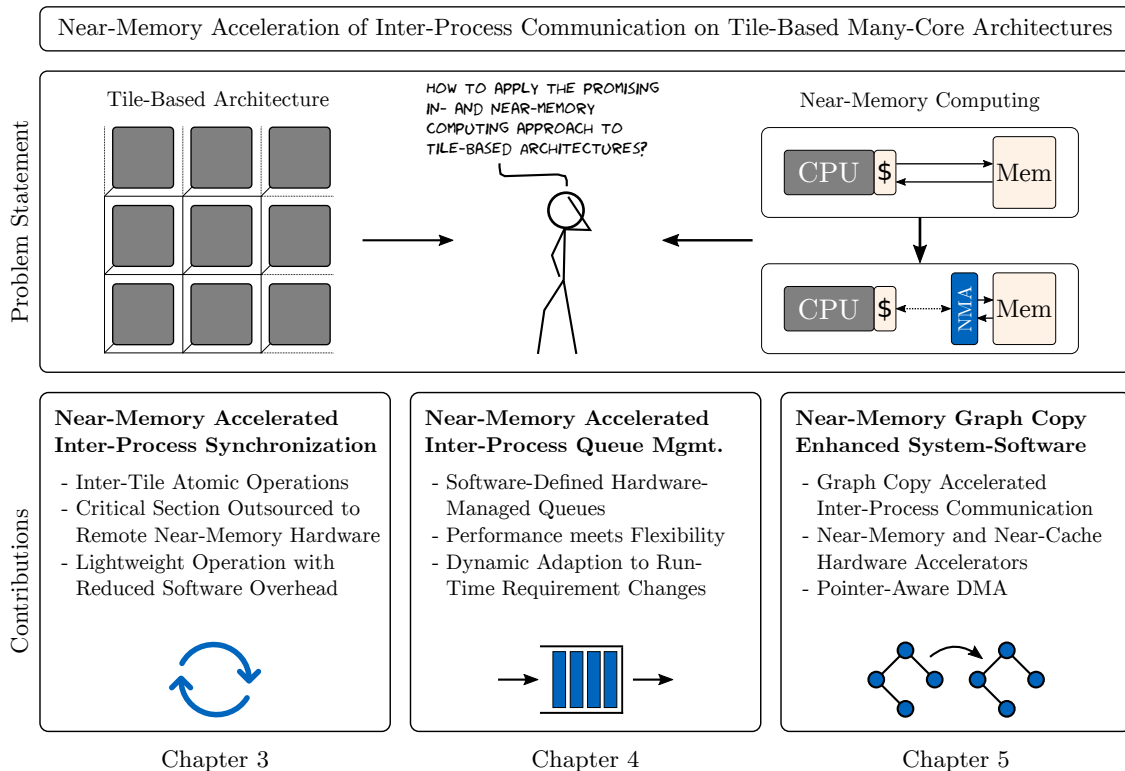 Near-Memory Acceleration of Inter-Process Communication on Tile-Based Many-Core Architectures
Problem Statement
Tile-Based Architecture
HOW TO APPLY THE PROMISING
IN- AND NEAR-MEMORY
COMPUTING APPROACH TO
TILE-BASED ARCHITECTURES?
Near-Memory Computing
CPU
$
Mem
CPU
$
NMA
Mem
Contributions
Near-Memory Accelerated
Inter-Process Synchronization
- Inter-Tile Atomic Operations
- Critical Section Outsourced to
Remote Near-Memory Hardware
- Lightweight Operation with
Reduced Software Overhead
Chapter 3
Near-Memory Accelerated
Inter-Process Queue Mgmt.
- Software-Defined Hardware-
Managed Queues
- Performance meets Flexibility
- Dynamic Adaption to Run-
Time Requirement Changes
Chapter 4
Near-Memory Graph Copy
Enhanced System-Software
- Graph Copy Accelerated
Inter-Process Communication
- Near-Memory and Near-Cache
Hardware Accelerators
- Pointer-Aware DMA
Chapter 5